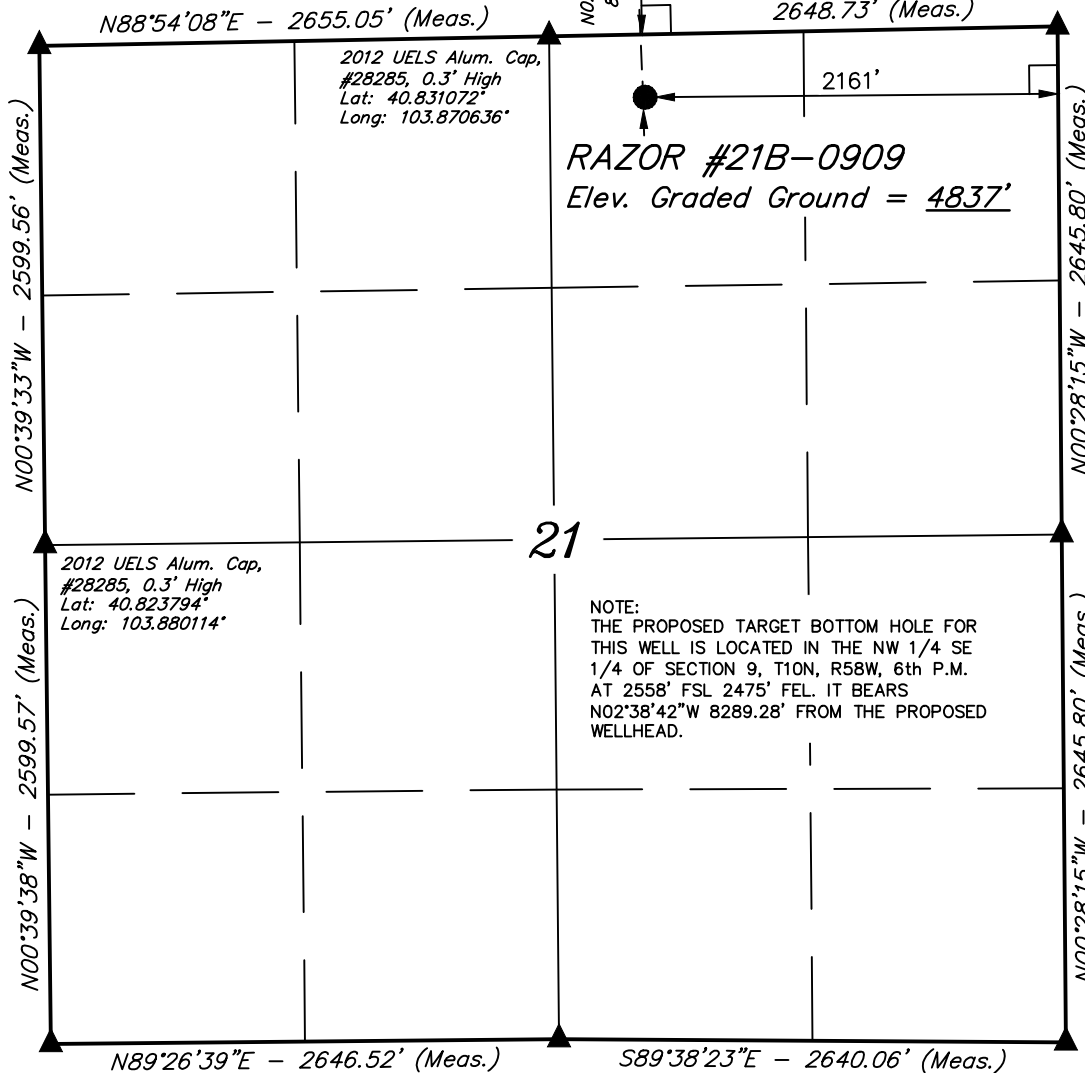 N88°54'08"E - 2655.05' (Meas.)
2648.73' (Meas.)
2012 UELS Alum. Cap,
#28285, 0.3' High
Lat: 40.831072°
Long: 103.870636°
2161'
RAZOR #21B-0909
Elev. Graded Ground = 4837'
N00°39'33"W - 2599.56' (Meas.)
N00°28'15"W - 2645.80' (Meas.)
21
2012 UELS Alum. Cap,
#28285, 0.3' High
Lat: 40.823794°
Long: 103.880114°
NOTE:
THE PROPOSED TARGET BOTTOM HOLE FOR
THIS WELL IS LOCATED IN THE NW 1/4 SE
1/4 OF SECTION 9, T10N, R58W, 6th P.M.
AT 2558' FSL 2475' FEL. IT BEARS
N02°38'42"W 8289.28' FROM THE PROPOSED
WELLHEAD.
N00°39'38"W - 2599.57' (Meas.)
N00°28'15"W - 2645.80' (Meas.)
N89°26'39"E - 2646.52' (Meas.)
S89°38'23"E - 2640.06' (Meas.)